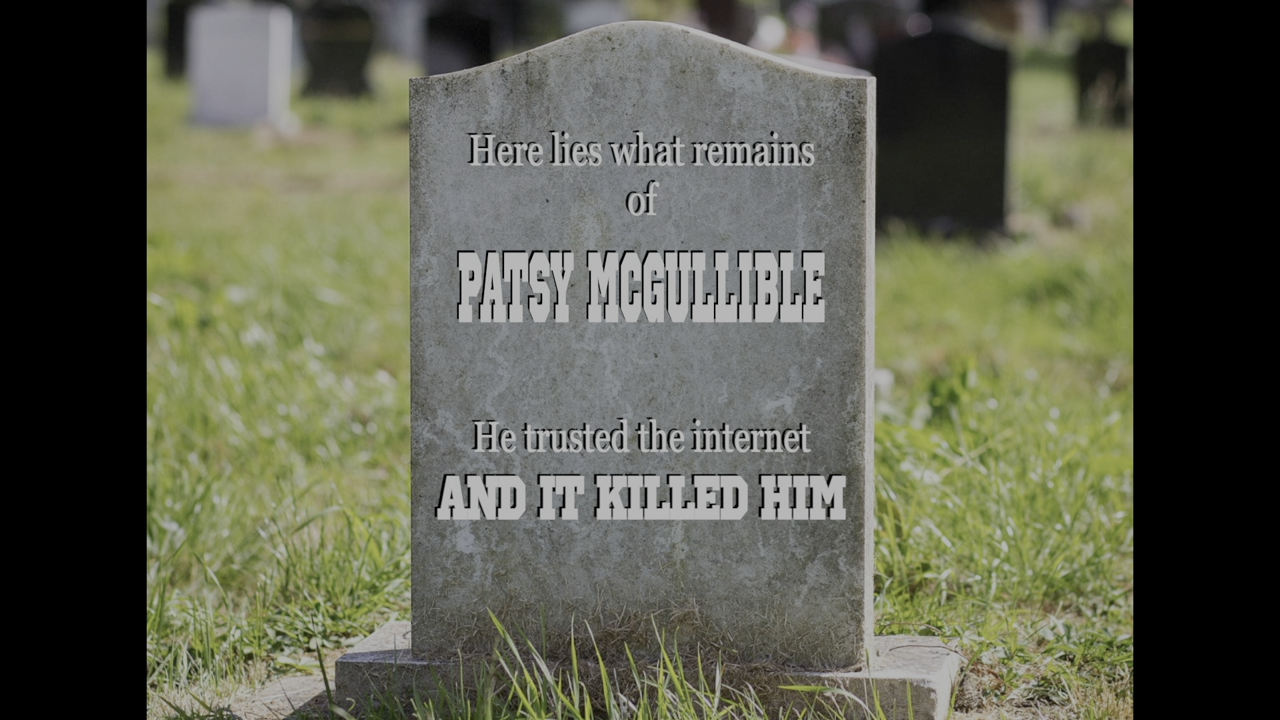 Here lies what remains
of
PATSY MCGULLIBLE
He trusted the internet
AND IT KILLED HIM